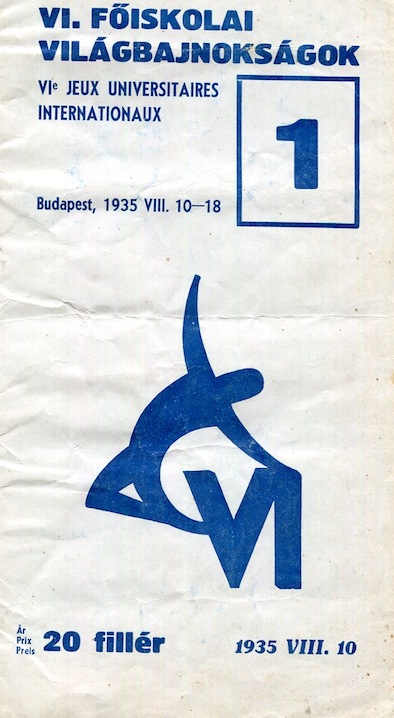 VI. FŐISKOLAI
VILÁGBAJNOKSÁGOK
VIᵉ JEUX UNIVERSITAIRES
INTERNATIONAUX
1
Budapest, 1935 VIII. 10—18
VI
Ár
Prix
Preis
20 fillér
1935 VIII. 10